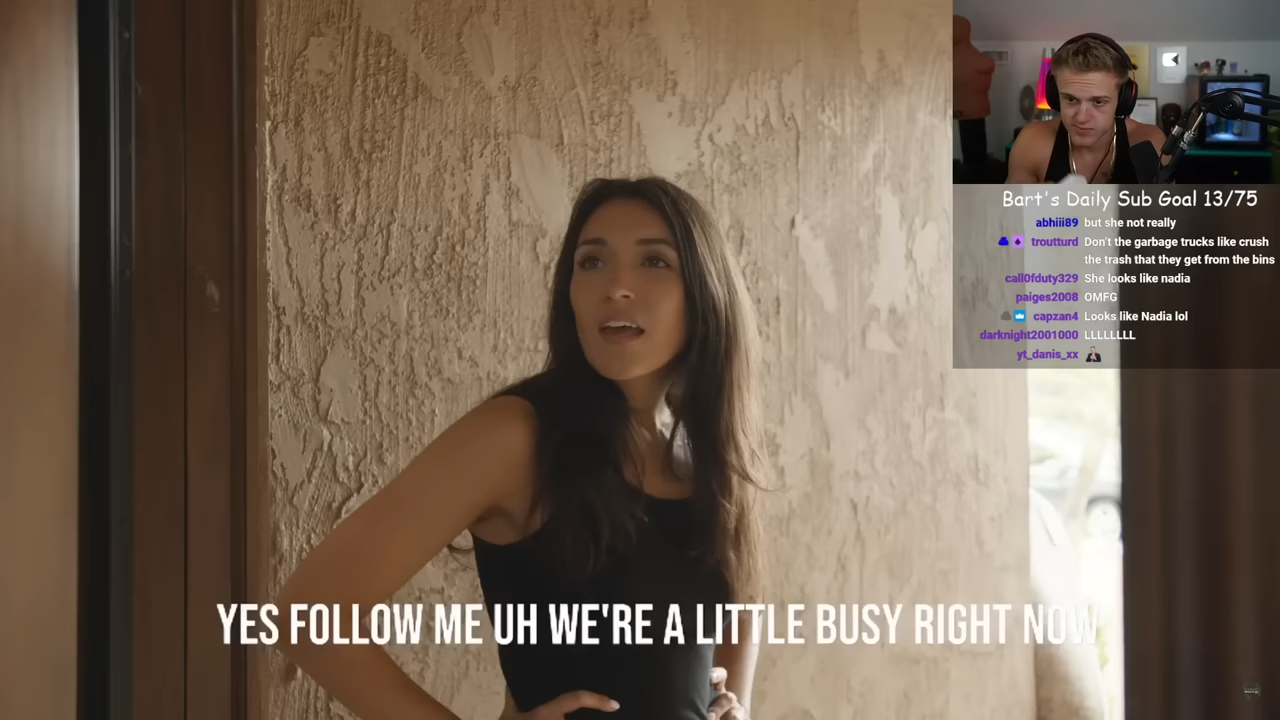 Bart's Daily Sub Goal 13/75
abhiii89 but she not really
troutturd Don't the garbage trucks like crush
the trash that they get from the bins
call0fduty329 She looks like nadia
paiges2008 OMFG
capzan4 Looks like Nadia lol
darknight2001000 LLLLLLLL
yt_danis_xx
YES FOLLOW ME UH WE'RE A LITTLE BUSY RIGHT NOW